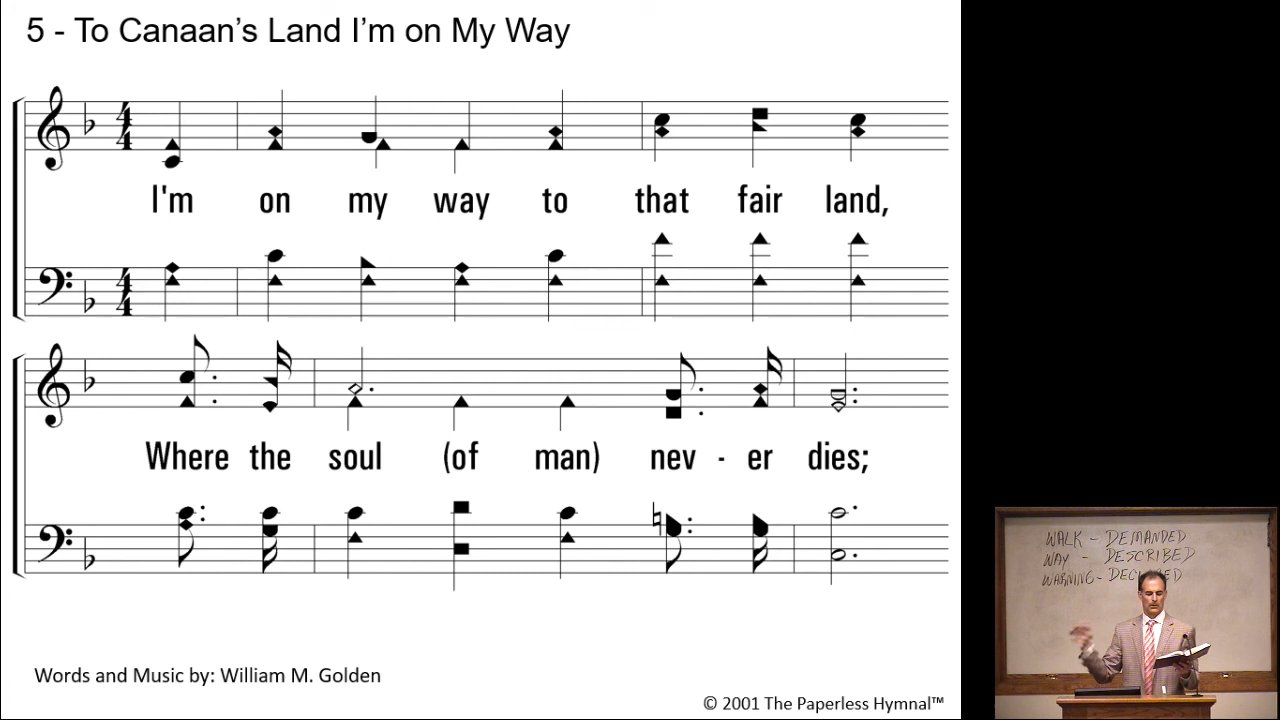 5 - To Canaan's Land I'm on My Way
I'm on my way to that fair land,
Where the soul (of man) nev - er dies;
Words and Music by: William M. Golden
© 2001 The Paperless Hymnal™
WALK - DEMANDED
WAY - DESCRIBED
WARNING -